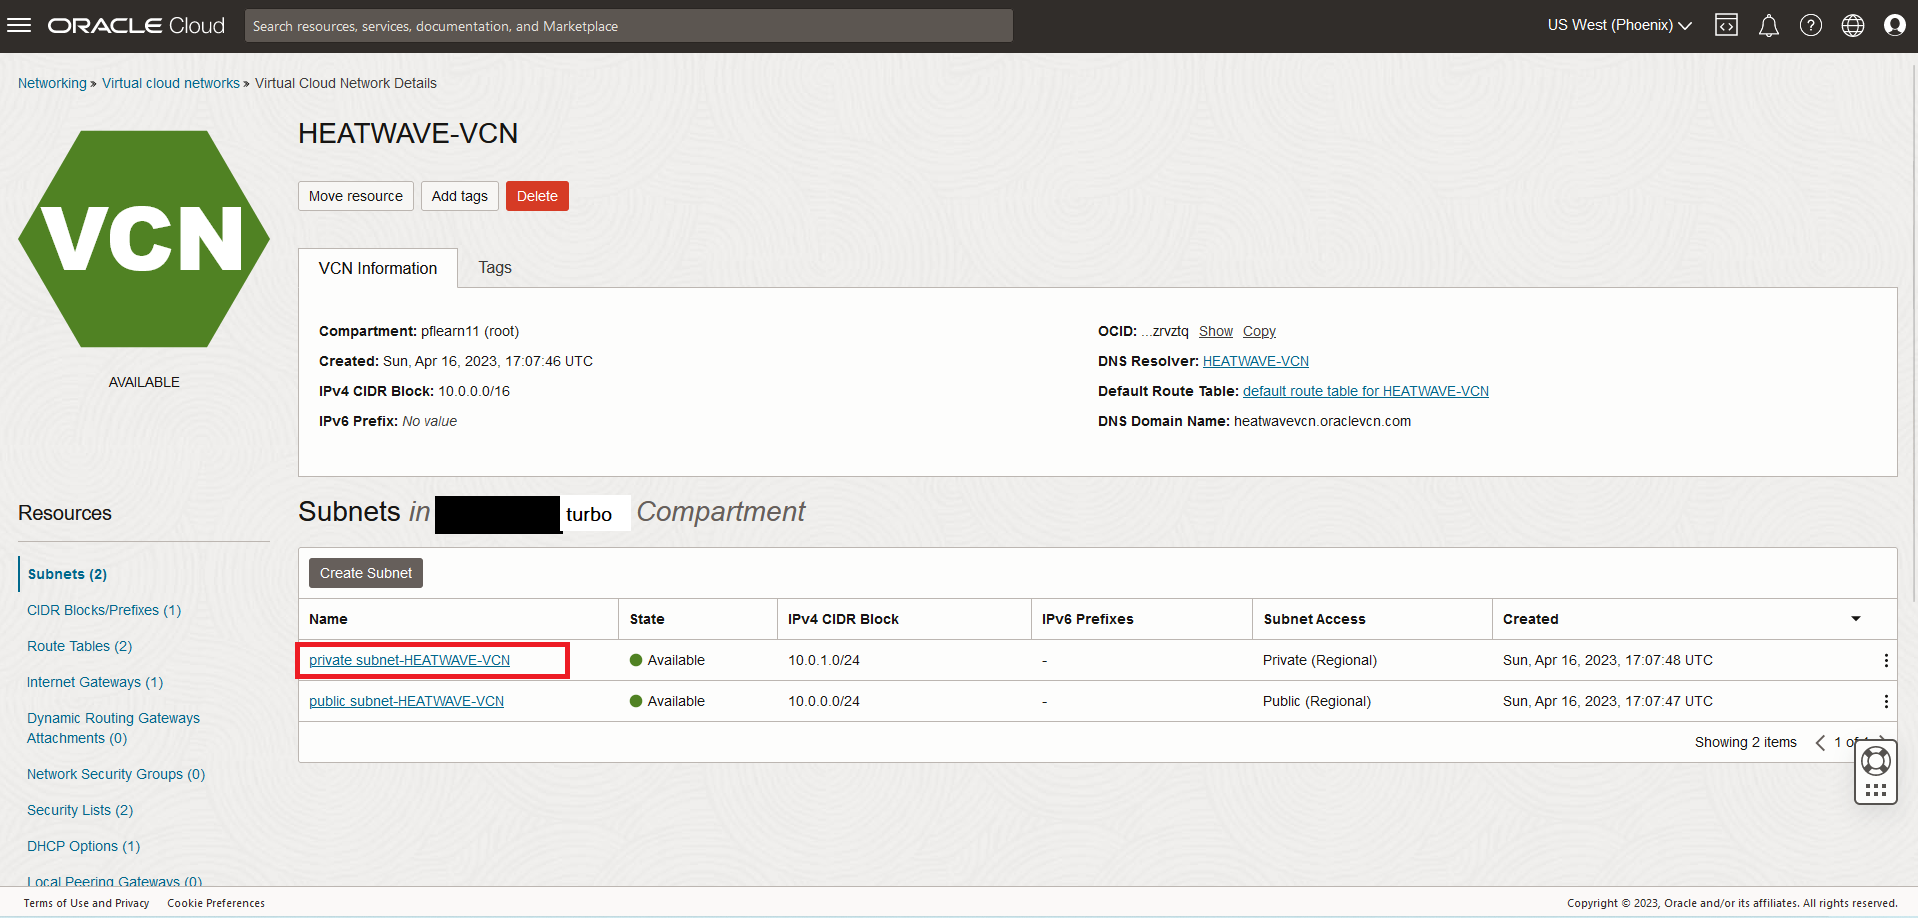 ORACLE Cloud
Search resources, services, documentation, and Marketplace
US West (Phoenix)
Networking » Virtual cloud networks » Virtual Cloud Network Details
VCN
AVAILABLE
HEATWAVE-VCN
Move resource Add tags Delete
VCN Information Tags
Compartment: pflearn11 (root)
Created: Sun, Apr 16, 2023, 17:07:46 UTC
IPv4 CIDR Block: 10.0.0.0/16
IPv6 Prefix: No value
OCID: ...zrvztq Show Copy
DNS Resolver: HEATWAVE-VCN
Default Route Table: default route table for HEATWAVE-VCN
DNS Domain Name: heatwavevcn.oraclevcn.com
Resources
Subnets (2)
CIDR Blocks/Prefixes (1)
Route Tables (2)
Internet Gateways (1)
Dynamic Routing Gateways
Attachments (0)
Network Security Groups (0)
Security Lists (2)
DHCP Options (1)
Local Peering Gateways (0)
Subnets in turbo Compartment
Create Subnet
Name State IPv4 CIDR Block IPv6 Prefixes Subnet Access Created
private subnet-HEATWAVE-VCN Available 10.0.1.0/24 - Private (Regional) Sun, Apr 16, 2023, 17:07:48 UTC
public subnet-HEATWAVE-VCN Available 10.0.0.0/24 - Public (Regional) Sun, Apr 16, 2023, 17:07:47 UTC
Showing 2 items 1 of
Terms of Use and Privacy Cookie Preferences
Copyright © 2023, Oracle and/or its affiliates. All rights reserved.